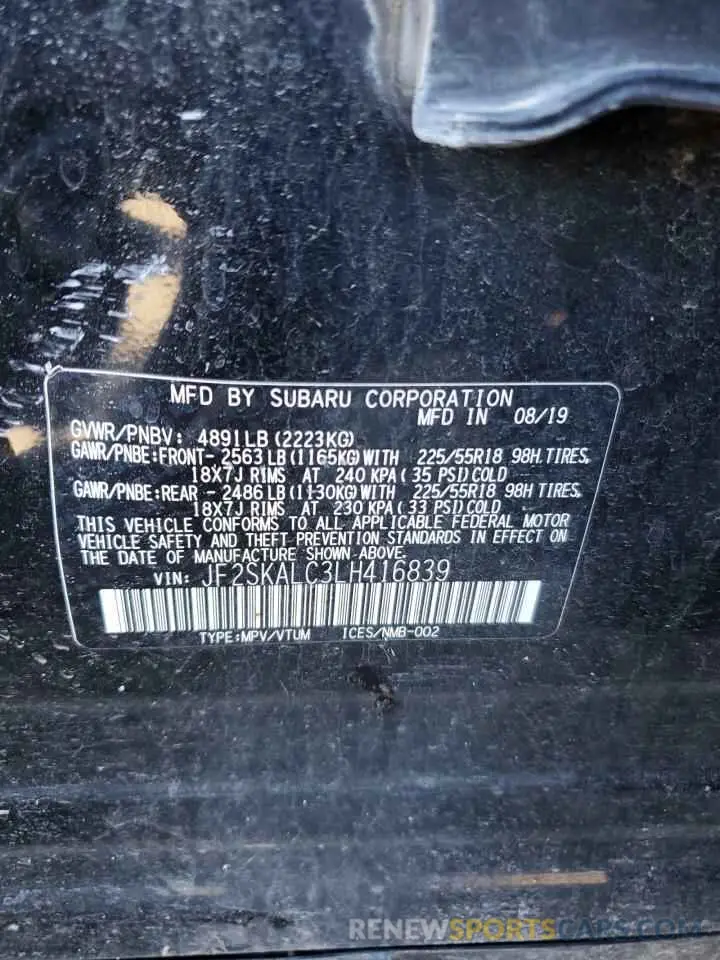 MFD BY SUBARU CORPORATION
MFD IN 08/19
GVWR/PNBV: 4891LB (2223KG)
GAWR/PNBE:FRONT- 2563LB (1165KG) WITH 225/55R18 98H TIRES,
18X7J RIMS AT 240 KPA (35 PSI) COLD
GAWR/PNBE:REAR - 2486LB (1130KG) WITH 225/55R18 98H TIRES,
18X7J RIMS AT 230 KPA (33 PSI) COLD
THIS VEHICLE CONFORMS TO ALL APPLICABLE FEDERAL MOTOR
VEHICLE SAFETY AND THEFT PREVENTION STANDARDS IN EFFECT ON
THE DATE OF MANUFACTURE SHOWN ABOVE.
VIN: JF2SKALC3LH416839
TYPE:MPV/VTUM ICES/NMB-002
RENEWSPORTSCARS.COM